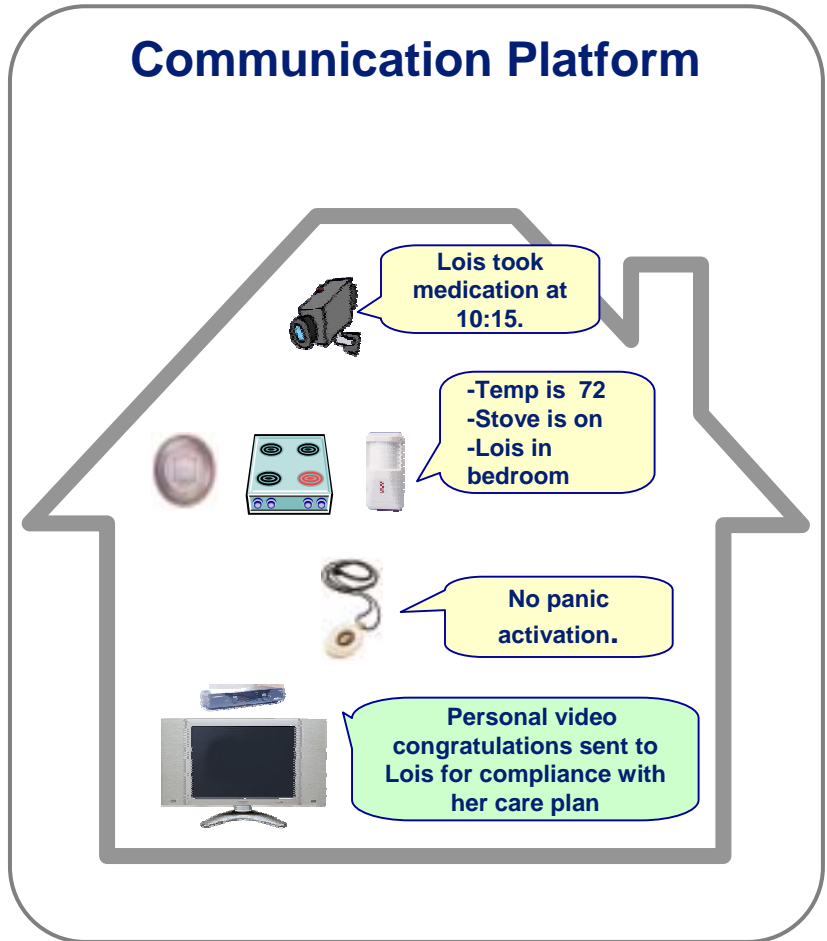 Communication Platform
Lois took
medication at
10:15.
-Temp is 72
-Stove is on
-Lois in
bedroom
No panic
activation.
Personal video
congratulations sent to
Lois for compliance with
her care plan